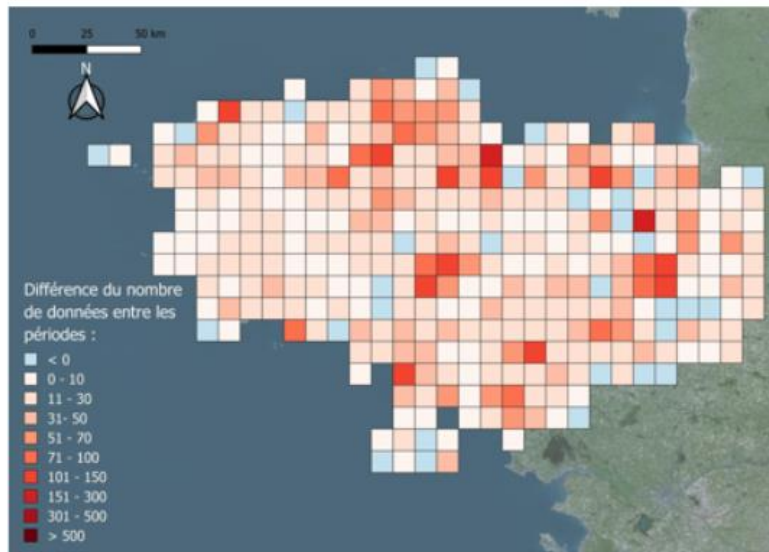 0 25 50 km
N
Différence du nombre
de données entre les
périodes :
< 0
0 - 10
11 - 30
31- 50
51 - 70
71 - 100
101 - 150
151 - 300
301 - 500
> 500